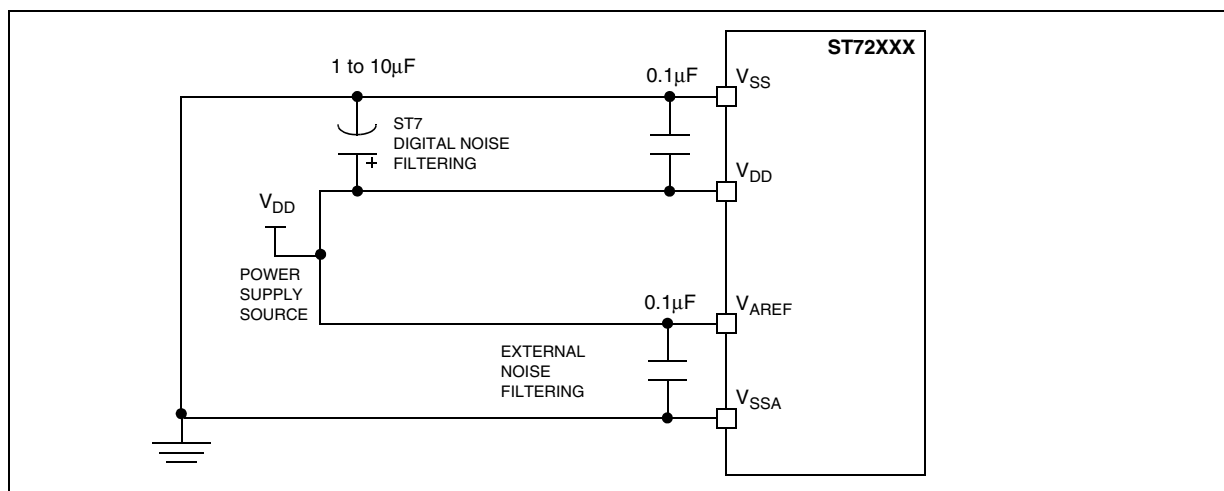 ST72XXX
1 to 10μF
0.1μF
VSS
ST7
DIGITAL NOISE
FILTERING
+
VDD
VDD
POWER
SUPPLY
SOURCE
0.1μF
VAREF
EXTERNAL
NOISE
FILTERING
VSSA